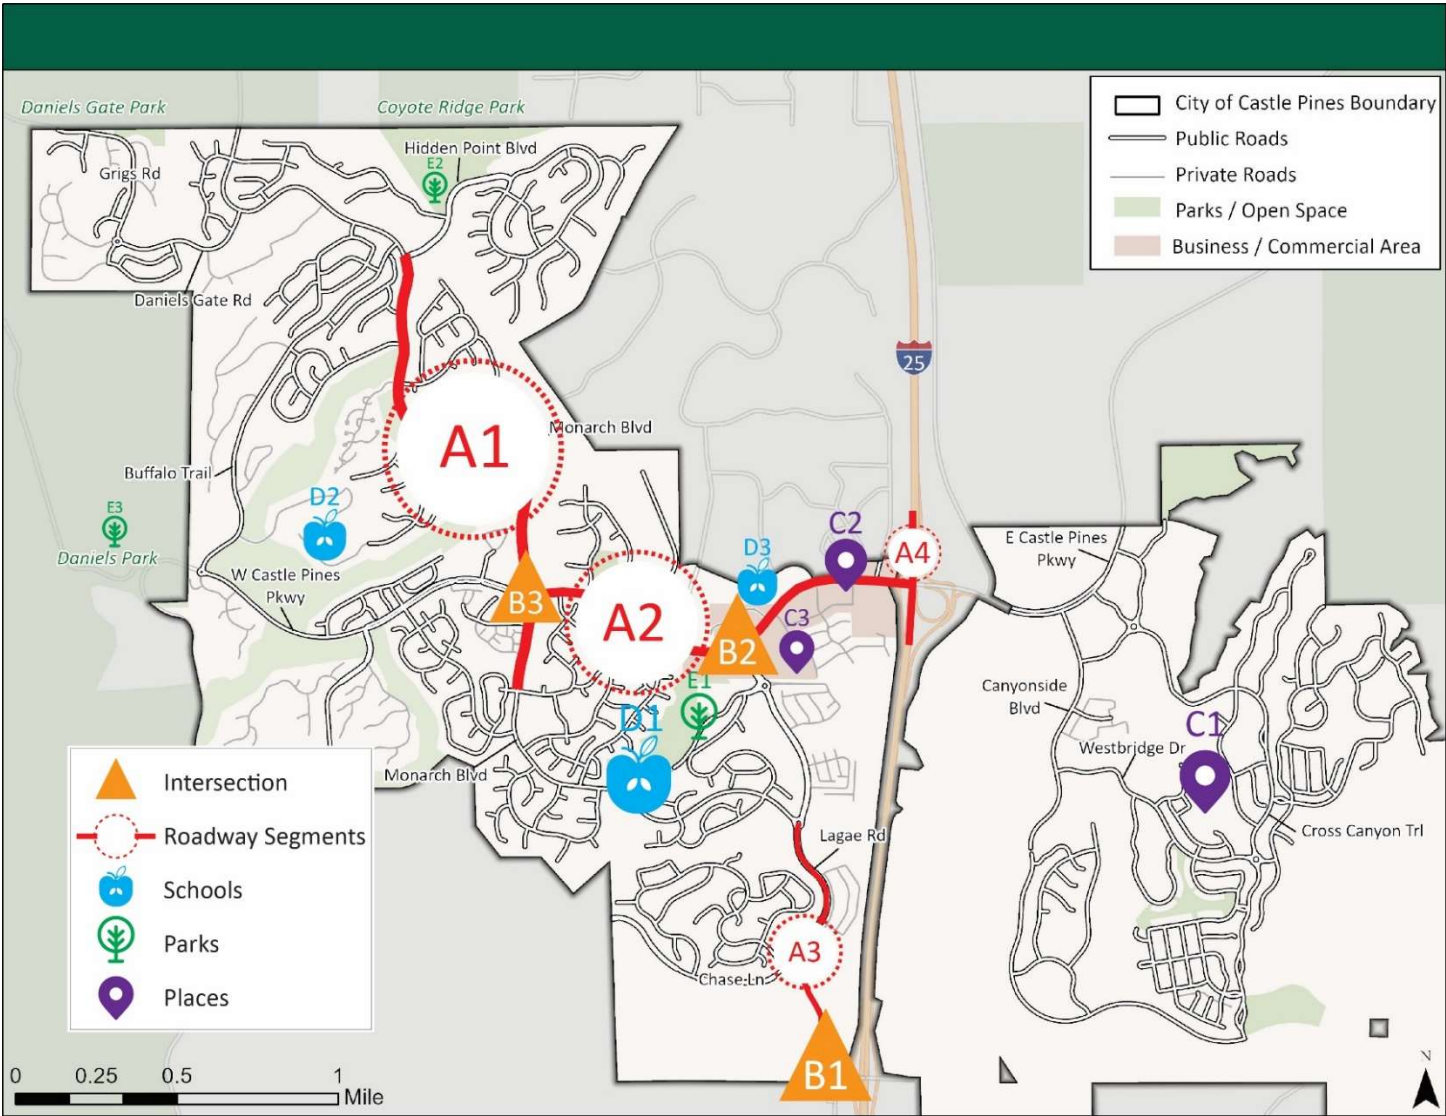 Daniels Gate Park
Coyote Ridge Park
City of Castle Pines Boundary
Public Roads
Private Roads
Parks / Open Space
Business / Commercial Area
Hidden Point Blvd
E2
Grigs Rd
Daniels Gate Rd
25
A1
Monarch Blvd
Buffalo Trail
D2
E3
Daniels Park
W Castle Pines
Pkwy
B3
A2
D3
C2
A4
E Castle Pines
Pkwy
B2
C3
E1
D1
Canyonside
Blvd
Westbridge Dr
C1
Cross Canyon Trl
Monarch Blvd
Lagae Rd
A3
Chase Ln
B1
Intersection
Roadway Segments
Schools
Parks
Places
0 0.25 0.5 1
Mile
N